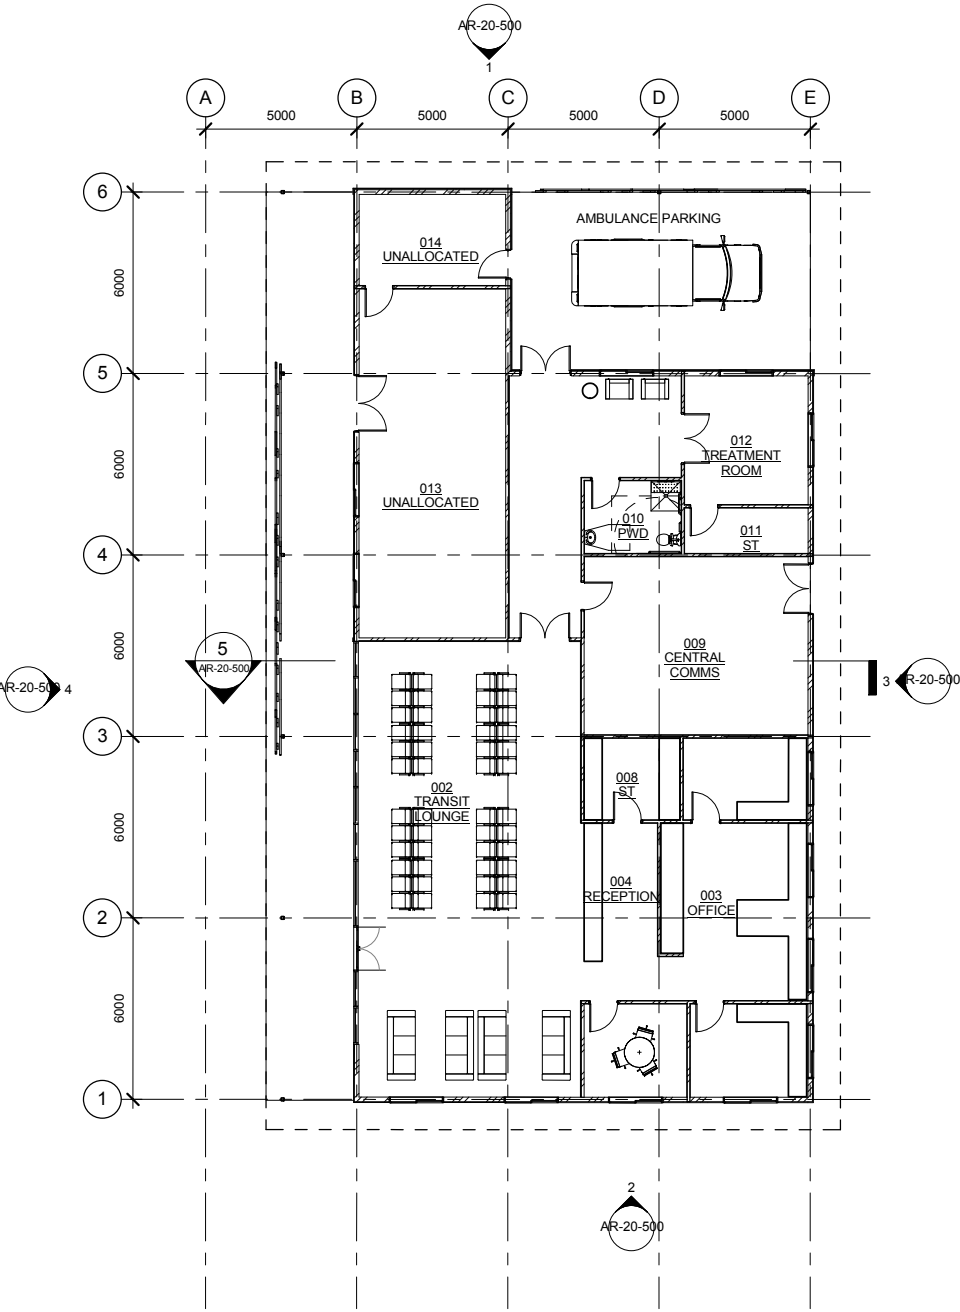 AR-20-500
1
A
B
C
D
E
5000
5000
5000
5000
6
AMBULANCE PARKING
014
UNALLOCATED
6000
5
012
TREATMENT
ROOM
6000
013
UNALLOCATED
010
PWD
011
ST
4
6000
5
AR-20-500
009
CENTRAL
COMMS
AR-20-500
4
3
AR-20-500
3
002
TRANSIT
LOUNGE
008
ST
6000
004
RECEPTION
003
OFFICE
2
6000
1
2
AR-20-500